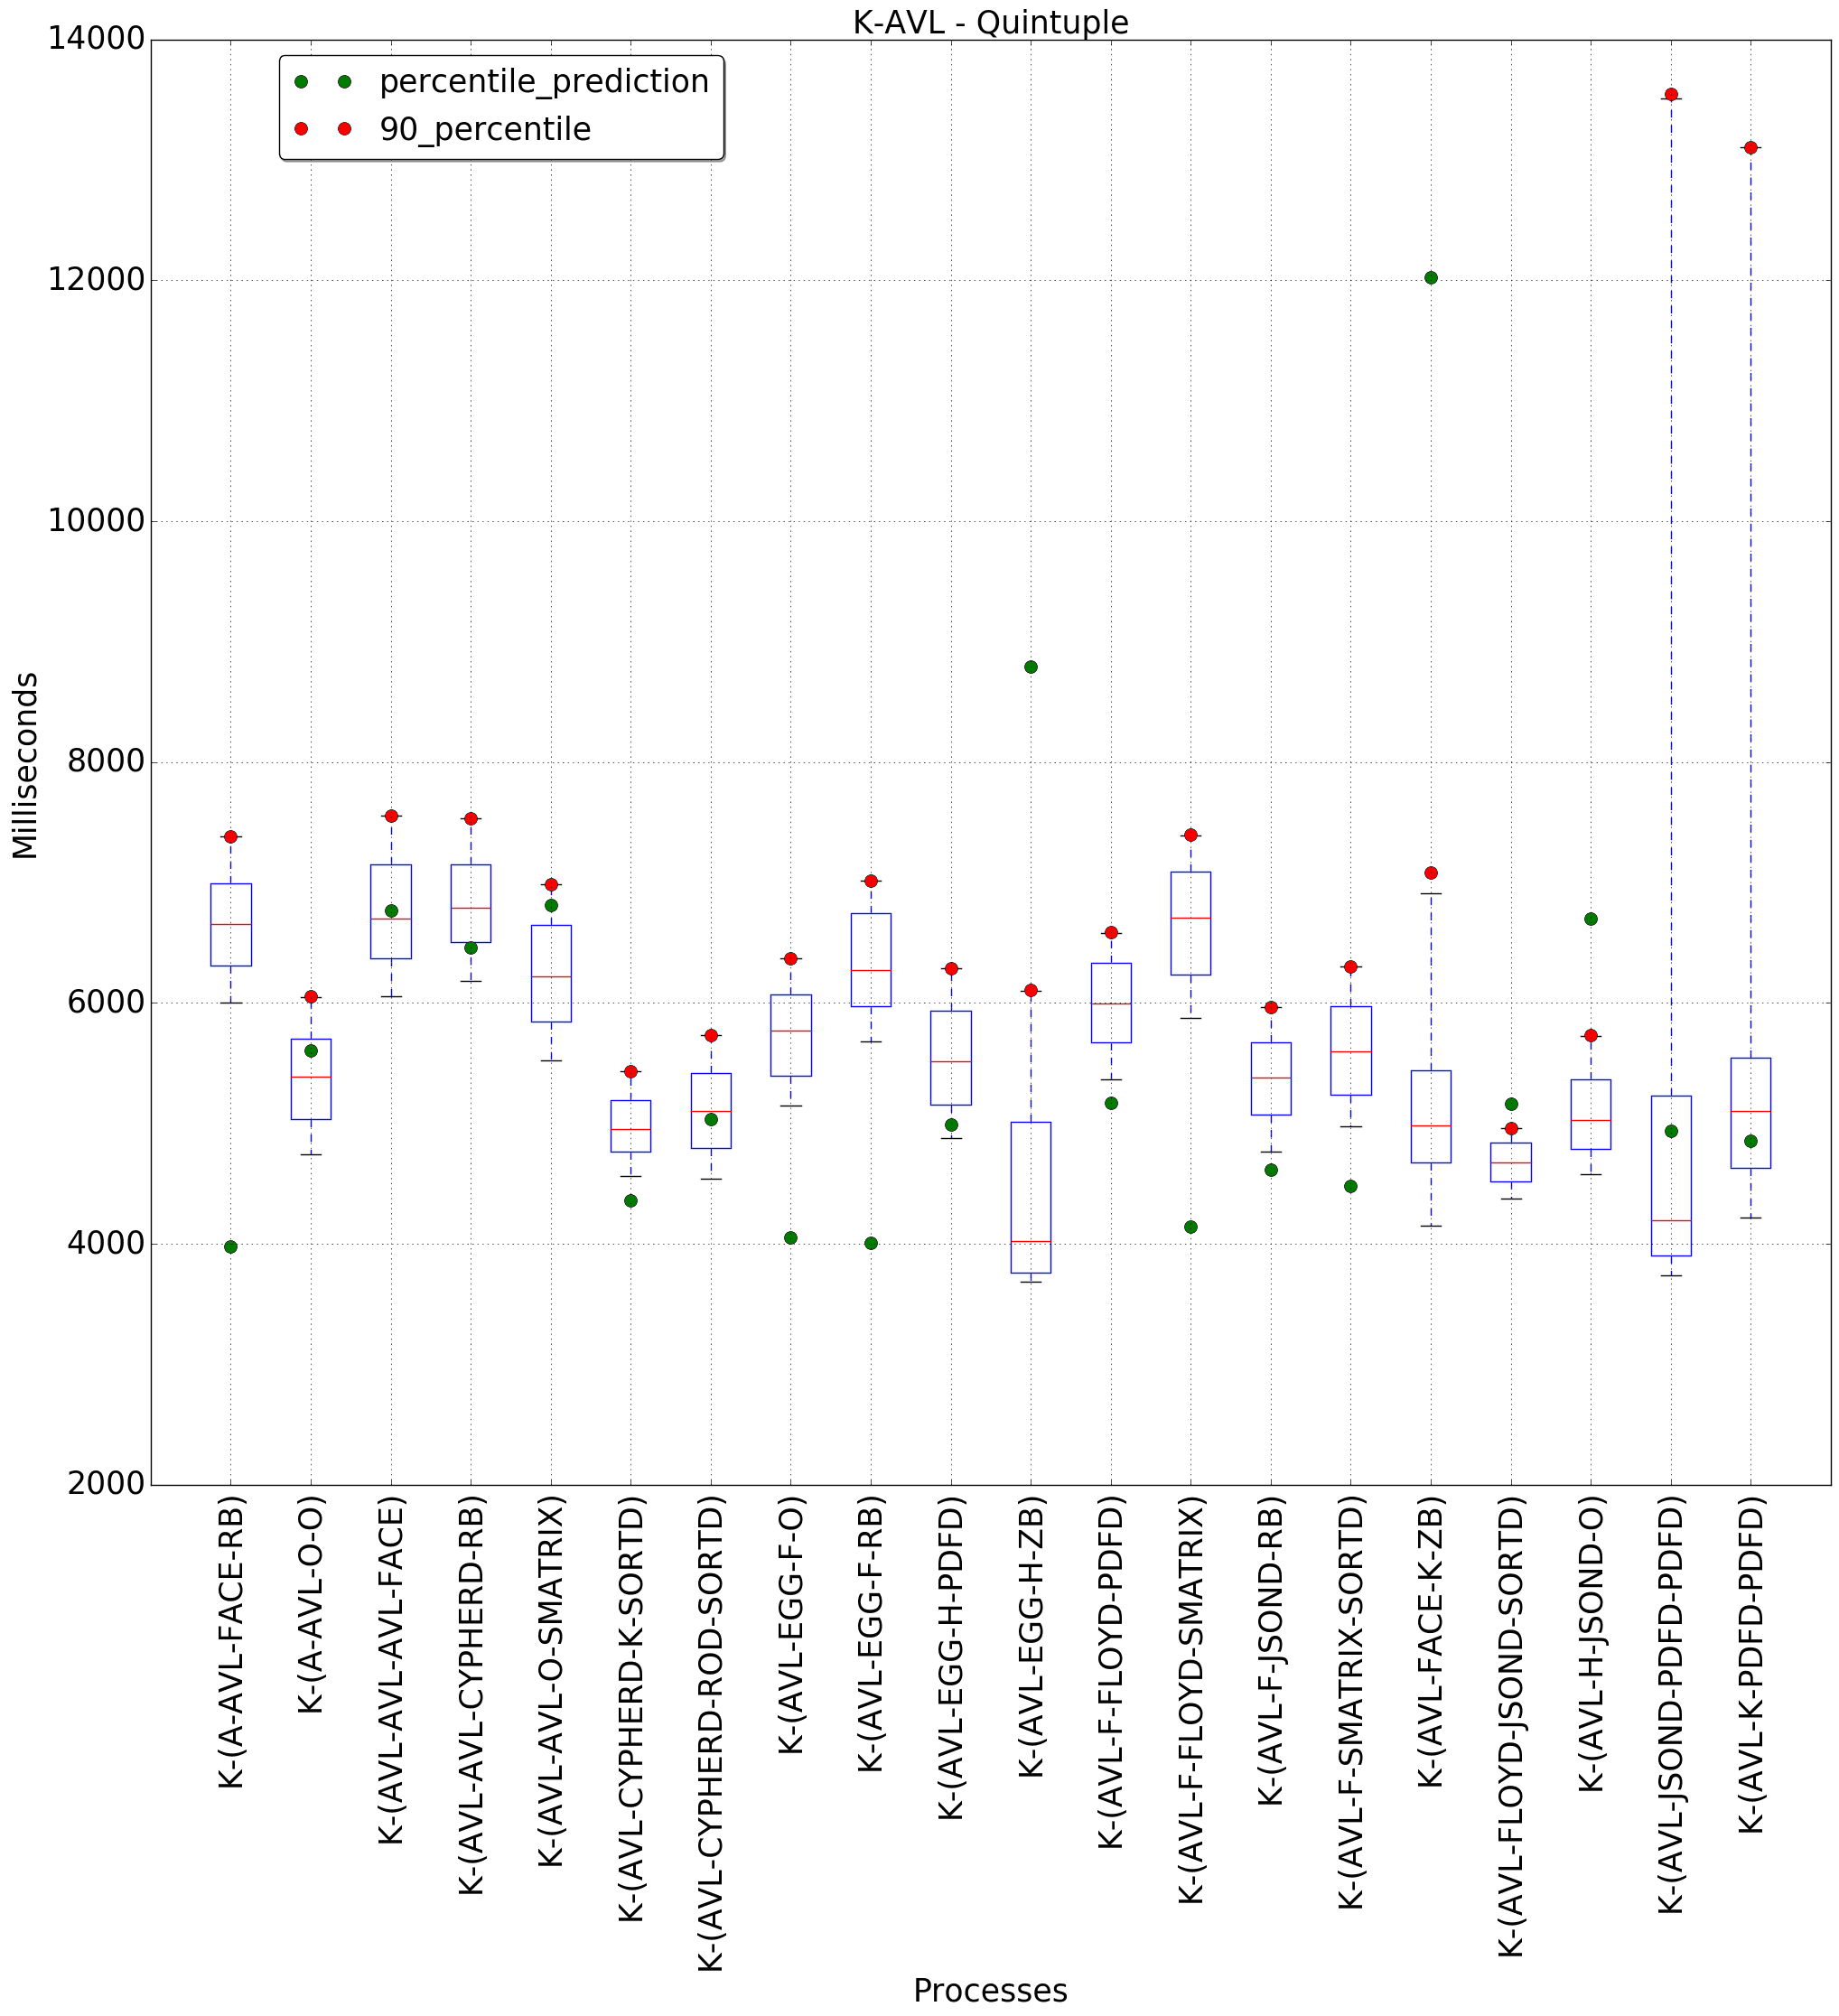 K-AVL - Quintuple
14000
12000
10000
8000
6000
4000
2000
Milliseconds
percentile_prediction
90_percentile
K-(A-AVL-FACE-RB)
K-(A-AVL-O-O)
K-(AVL-AVL-AVL-FACE)
K-(AVL-AVL-CYPHERD-RB)
K-(AVL-AVL-O-SMATRIX)
K-(AVL-CYPHERD-K-SORTD)
K-(AVL-CYPHERD-ROD-SORTD)
K-(AVL-EGG-F-O)
K-(AVL-EGG-F-RB)
K-(AVL-EGG-H-PDFD)
K-(AVL-EGG-H-ZB)
K-(AVL-F-FLOYD-PDFD)
K-(AVL-F-FLOYD-SMATRIX)
K-(AVL-F-JSOND-RB)
K-(AVL-F-SMATRIX-SORTD)
K-(AVL-FACE-K-ZB)
K-(AVL-FLOYD-JSOND-SORTD)
K-(AVL-H-JSOND-O)
K-(AVL-JSOND-PDFD-PDFD)
K-(AVL-K-PDFD-PDFD)
Processes